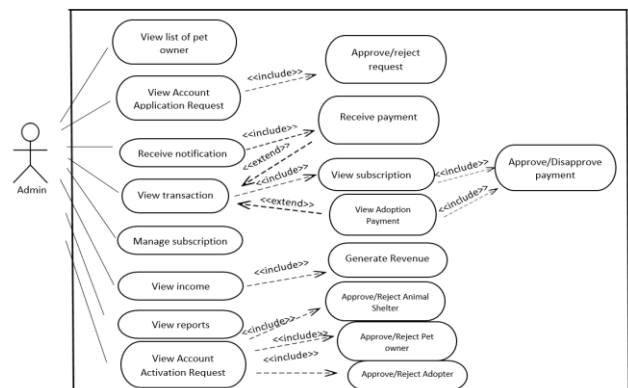 View list of pet
owner
Approve/reject
request
<<include>>
View Account
Application Request
Receive payment
<<include>>
Receive notification
<<extend>>
Admin
<<include>>
View transaction
View subscription
<<include>>
Approve/Disapprove
payment
<<extend>>
View Adoption
Payment
<<include>>
Manage subscription
Generate Revenue
<<include>>
View income
Approve/Reject Animal
Shelter
View reports
<<include>>
<<include>>
Approve/Reject Pet
owner
View Account
Activation Request
<<include>>
Approve/Reject Adopter